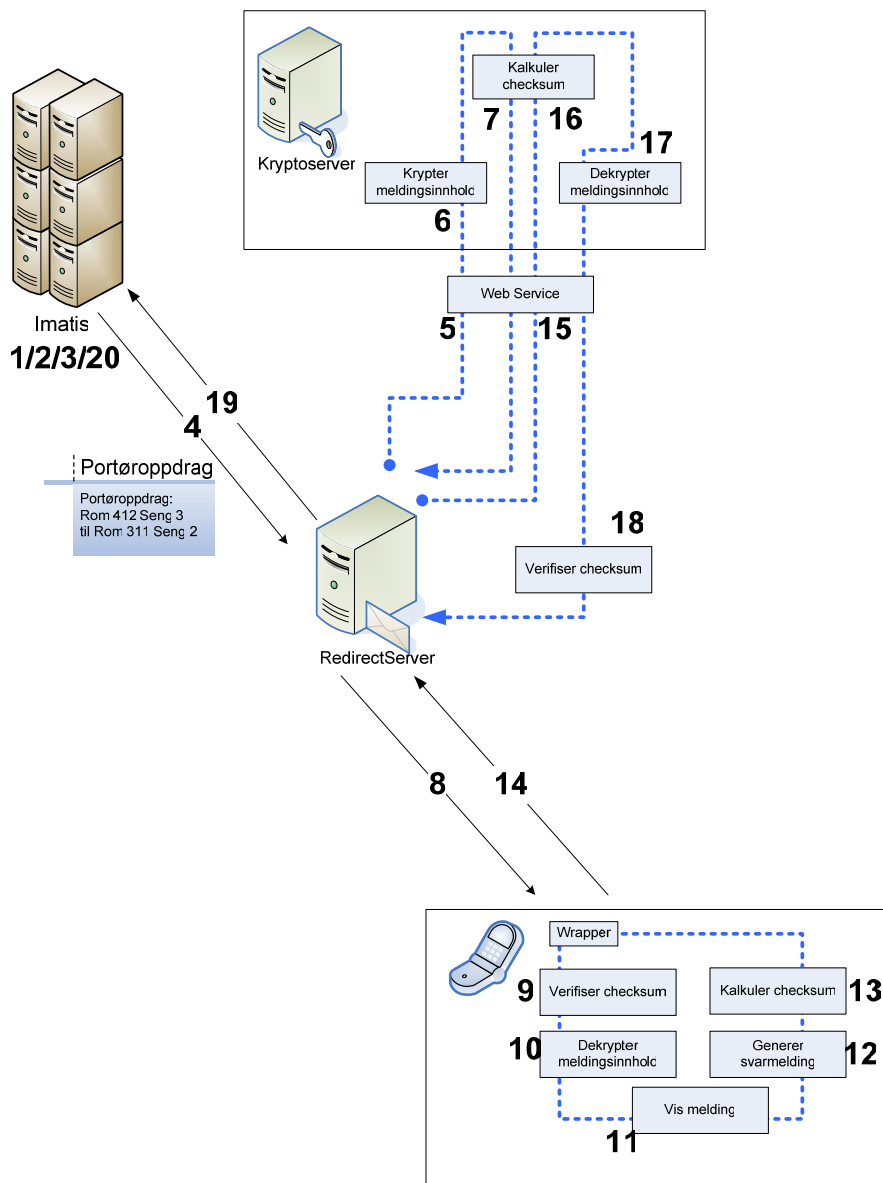 Kalkuler
checksum
7
16
17
Kryptoserver
Krypter
meldingsinnhold
Dekrypter
meldingsinnhold
6
Web Service
5
15
Imatis
1/2/3/20
19
4
Portøroppdrag
Portøroppdrag:
Rom 412 Seng 3
til Rom 311 Seng 2
18
Verifiser checksum
RedirectServer
8
14
Wrapper
9
Verifiser checksum
Kalkuler checksum
13
10
Dekrypter
meldingsinnhold
Generer
svarmelding
12
Vis melding
11